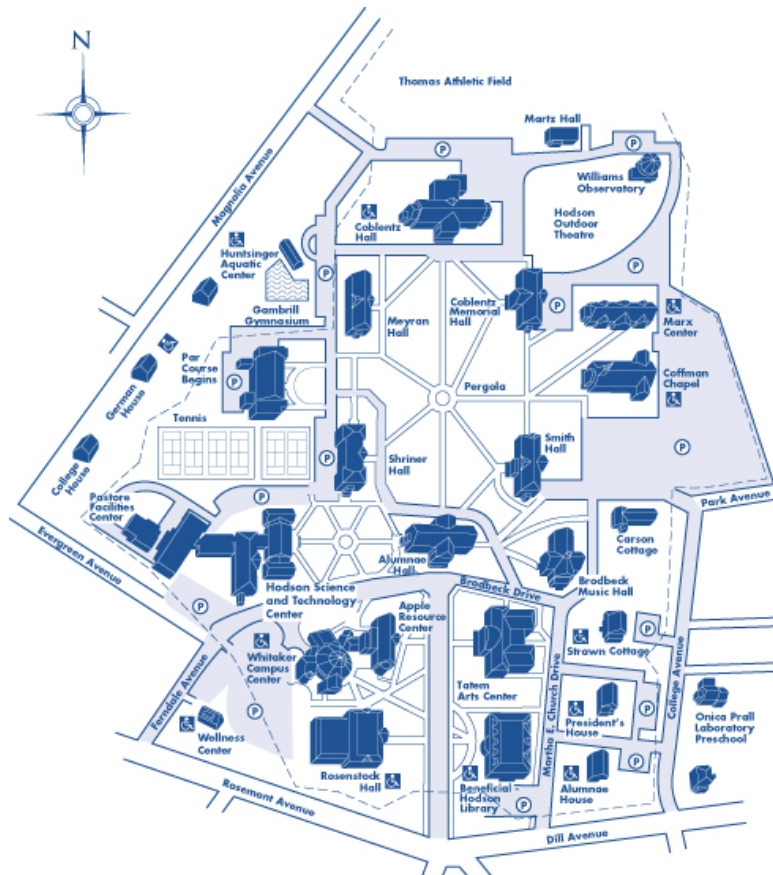 N
Thomas Athletic Field
Martz Hall
P
P
Magnolia Avenue
Williams
Observatory
Coblentz
Hall
Hodson
Outdoor
Theatre
Huntsinger
Aquatic
Center
P
P
Gambrill
Gymnasium
Meyran
Hall
Coblentz
Memorial
Hall
P
Marx
Center
Par
Course
Begins
P
German
House
Pergola
Coffman
Chapel
Tennis
College
House
P
Shriner
Hall
Smith
Hall
P
Pastore
Facilities
Center
P
Park Avenue
Evergreen Avenue
Carson
Cottage
Alumnae
Hall
Brodbeck Drive
Brodbeck
Music Hall
Hodson Science
and Technology
Center
P
Apple
Resource
Center
P
Strawn Cottage
Whitaker
Campus
Center
Ferndale Avenue
Tatem
Arts Center
Martha E. Church Drive
College Avenue
P
Wellness
Center
President's
House
P
Onica Prall
Laboratory
Preschool
Rosenstock
Hall
Beneficial
Hodson
Library
Alumnae
House
P
Rosemont Avenue
P
Dill Avenue